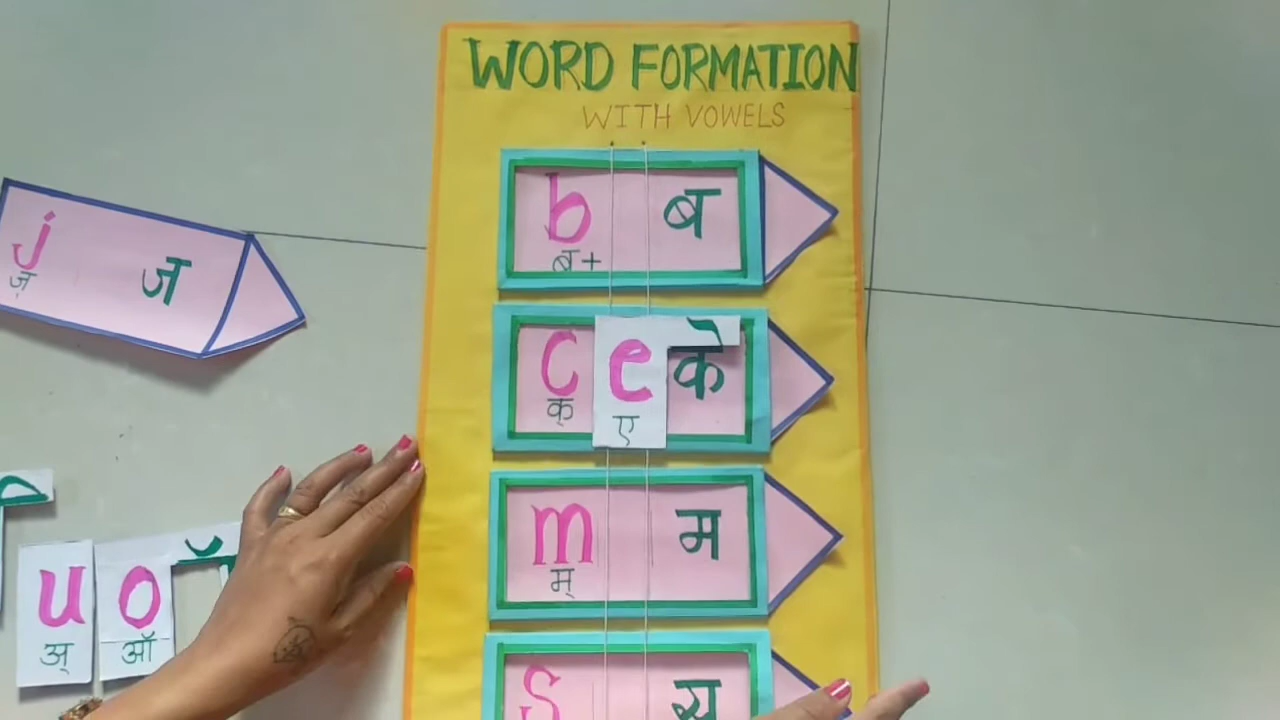 WORD FORMATION
WITH VOWELS
b ब
ब+
j ज
ज्
c e के
क् ए
m म
म्
u o
अ् ऑ
s स